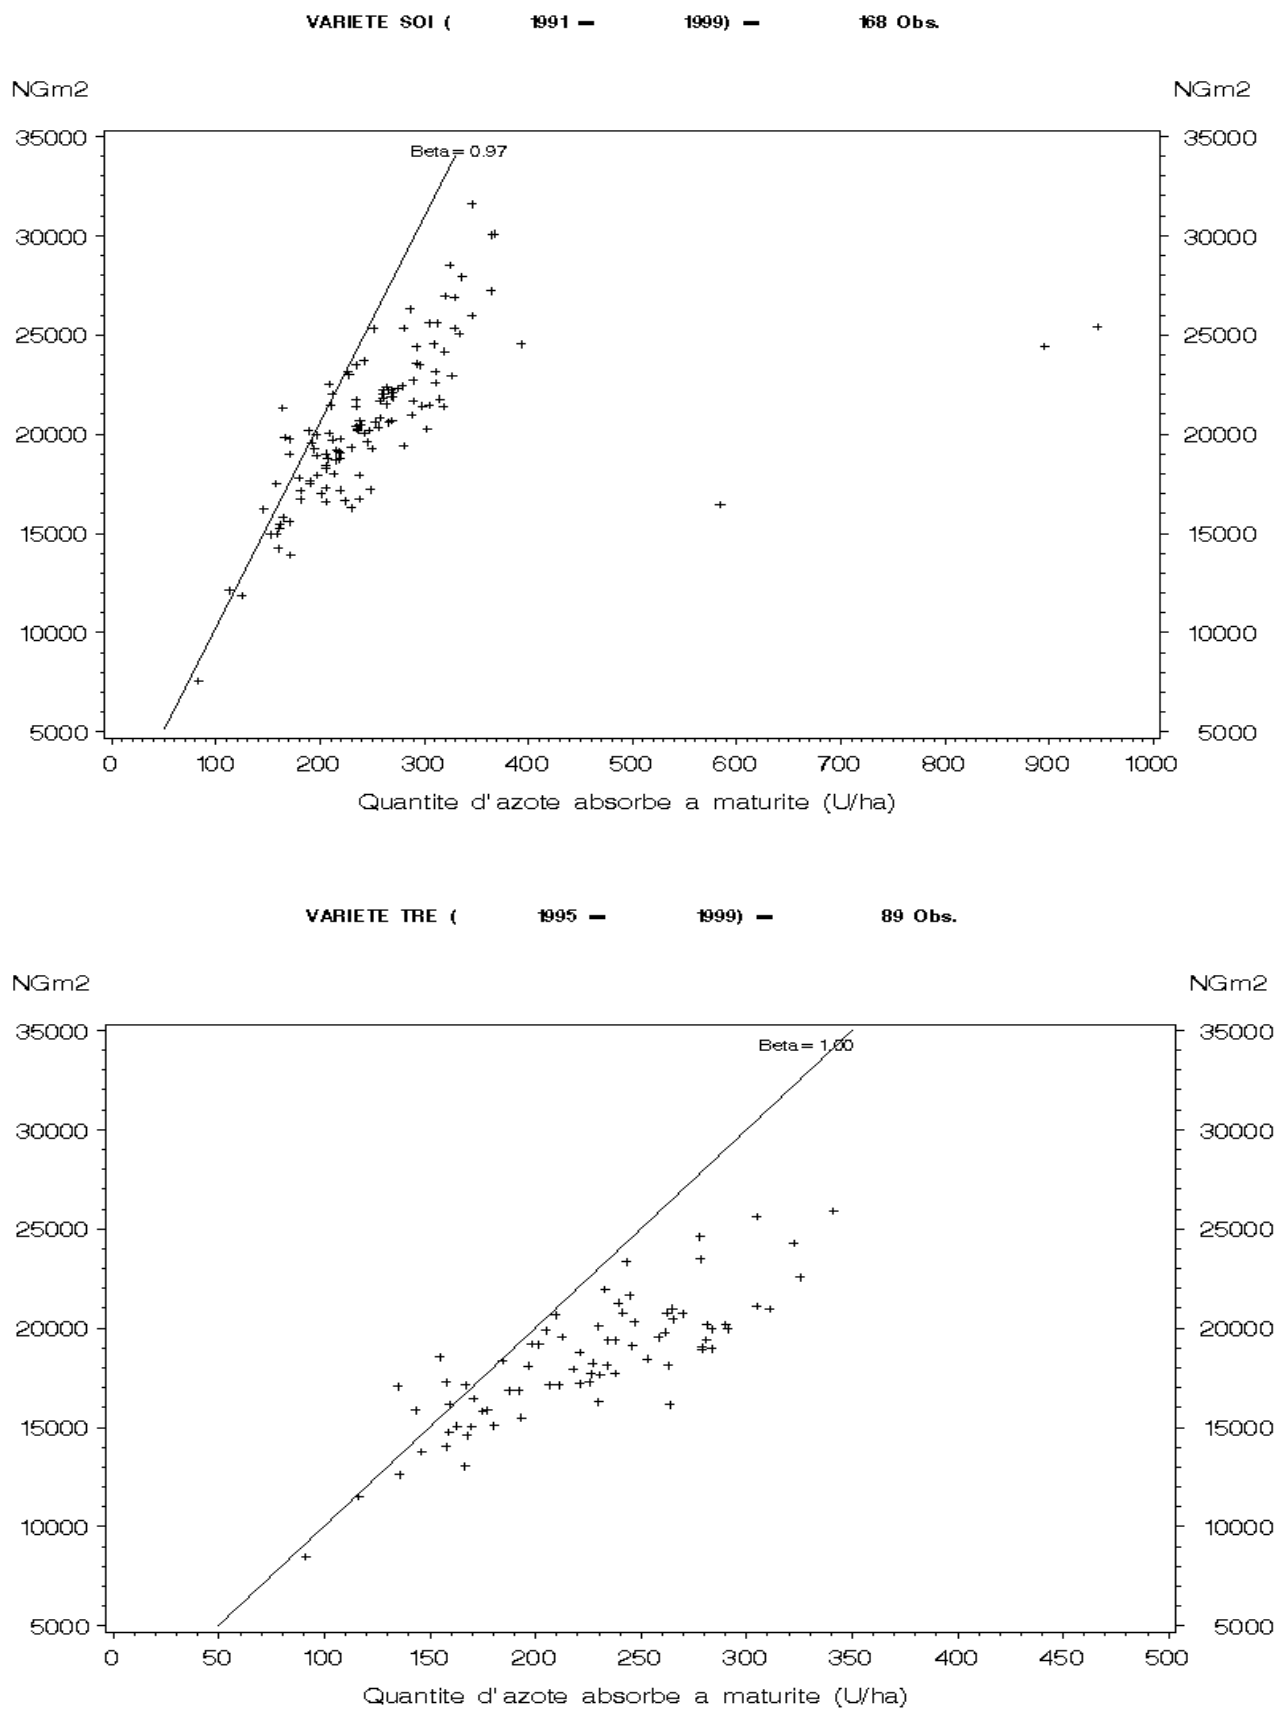 VARIETE SOI ( 1991 — 1999) — 168 Obs.
NGm2 NGm2
Beta= 0.97
35000 35000
30000 30000
25000 25000
20000 20000
15000 15000
10000 10000
5000 5000
0 100 200 300 400 500 600 700 800 900 1000
Quantite d'azote absorbe a maturite (U/ha)
VARIETE TRE ( 1995 — 1999) — 89 Obs.
NGm2 NGm2
35000 35000
Beta= 1.00
30000 30000
25000 25000
20000 20000
15000 15000
10000 10000
5000 5000
0 50 100 150 200 250 300 350 400 450 500
Quantite d'azote absorbe a maturite (U/ha)